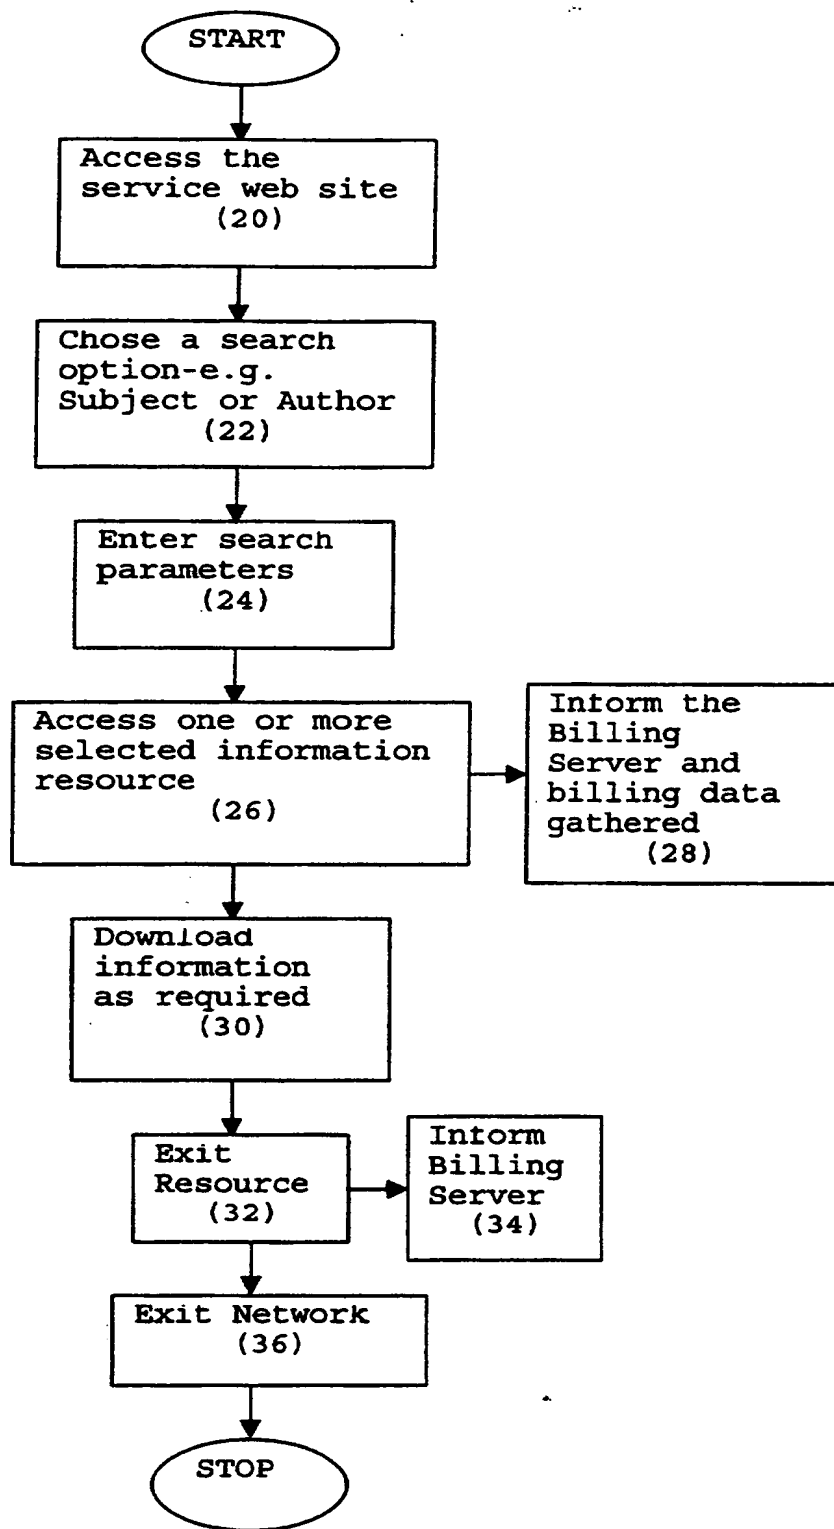 START
Access the
service web site
(20)
Chose a search
option-e.g.
Subject or Author
(22)
Enter search
parameters
(24)
Access one or more
selected information
resource
(26)
Inform the
Billing
Server and
billing data
gathered
(28)
Download
information
as required
(30)
Exit
Resource
(32)
Inform
Billing
Server
(34)
Exit Network
(36)
STOP